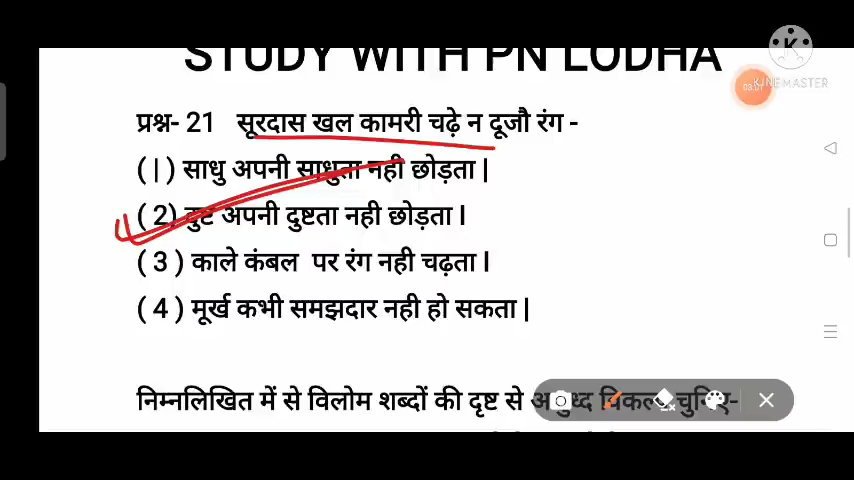 STUDY WITH PN LODHA
KINEMASTER
प्रश्न- 21 सूरदास खल कामरी चढ़े न दूजौ रंग -
(|) साधु अपनी साधुता नही छोड़ता |
( 2) दुष्ट अपनी दुष्टता नही छोड़ता |
( 3 ) काले कंबल पर रंग नही चढ़ता |
( 4 ) मूर्ख कभी समझदार नही हो सकता |
निम्नलिखित में से विलोम शब्दों की दृष्ट से चुनिए-